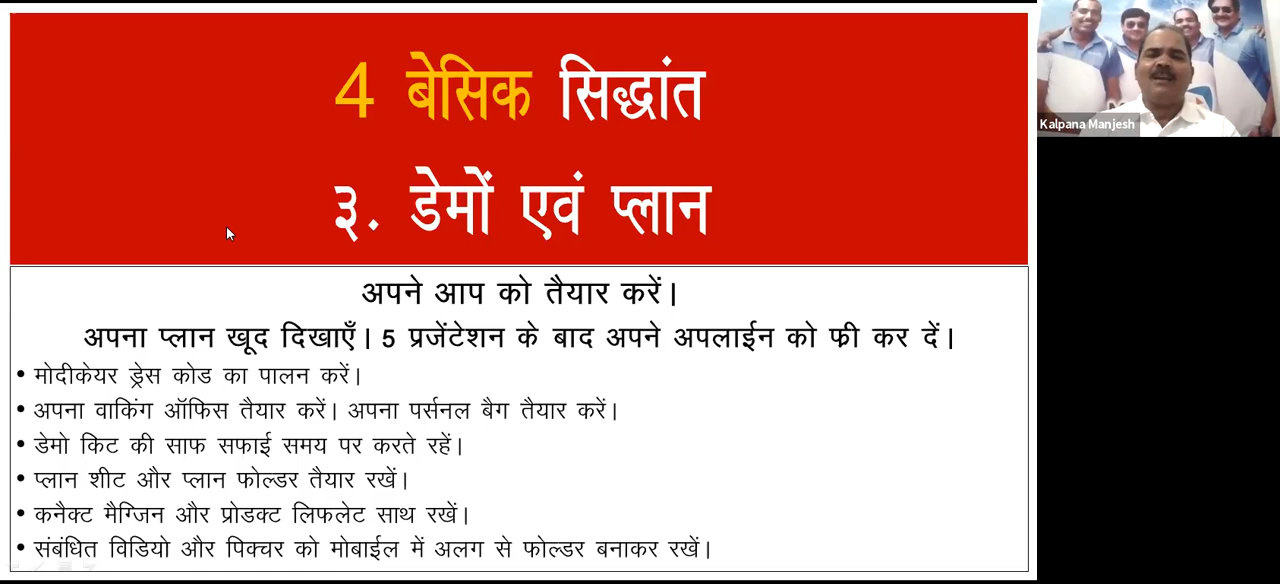 4 बेसिक सिद्धांत
३. डेमों एवं प्लान
अपने आप को तैयार करें।
अपना प्लान खूद दिखाएँ। 5 प्रजेंटेशन के बाद अपने अपलाईन को फ्री कर दें।
• मोदीकेयर ड्रेस कोड का पालन करें।
• अपना वाकिंग ऑफिस तैयार करें। अपना पर्सनल बैग तैयार करें।
• डेमो किट की साफ सफाई समय पर करते रहें।
• प्लान शीट और प्लान फोल्डर तैयार रखें।
• कनैक्ट मैग्जिन और प्रोडक्ट लिफलेट साथ रखें।
• संबंधित विडियो और पिक्चर को मोबाईल में अलग से फोल्डर बनाकर रखें।
Kalpana Manjesh